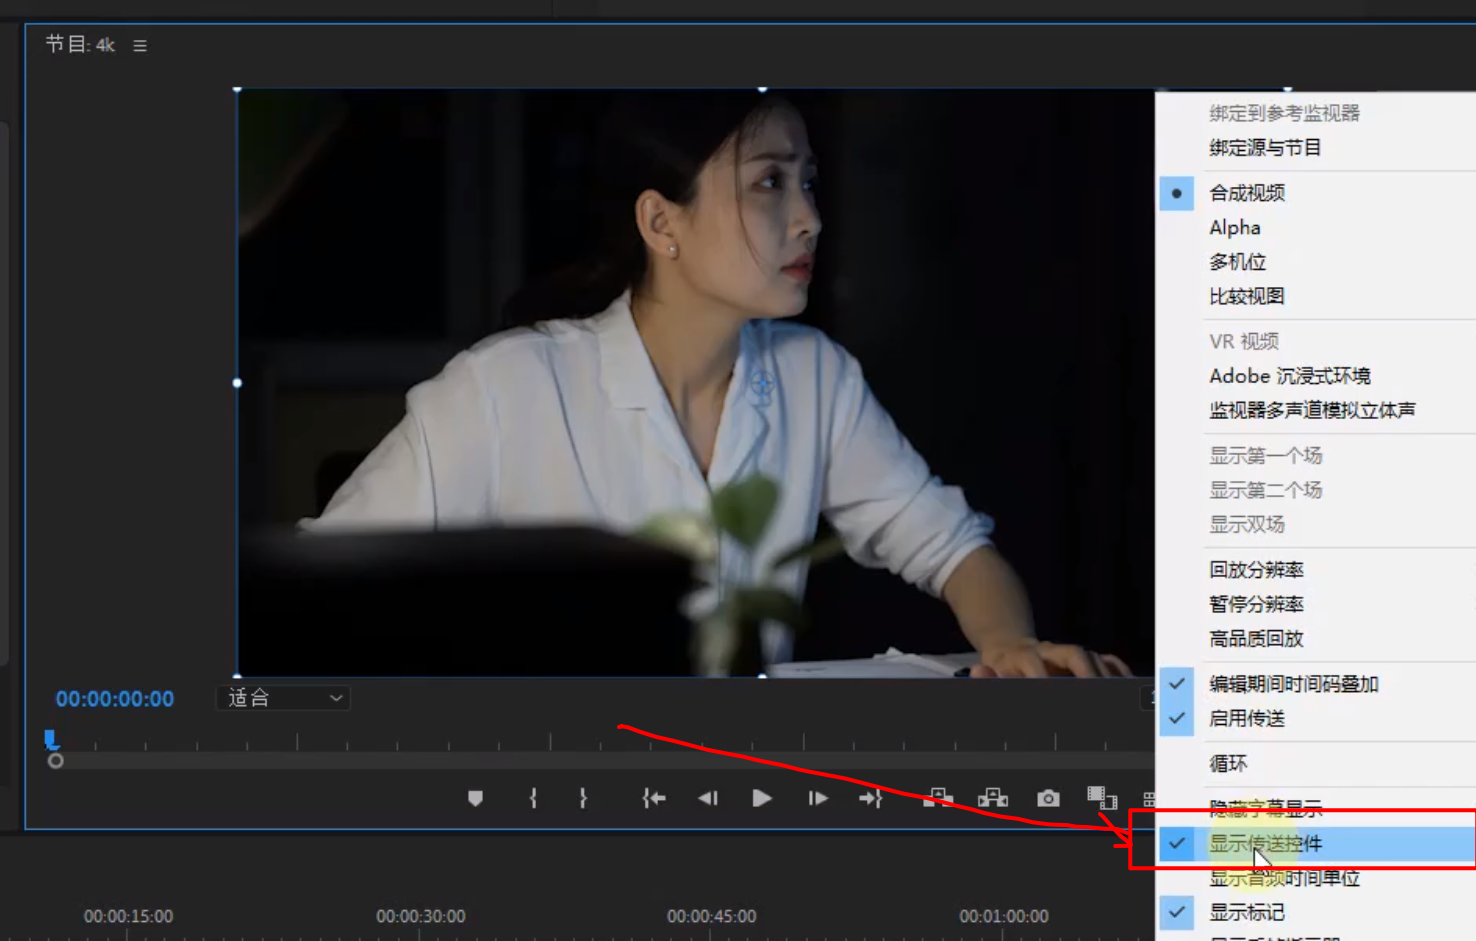 节目: 4k
绑定到参考监视器
绑定源与节目
合成视频
Alpha
多机位
比较视图
VR 视频
Adobe 沉浸式环境
监视器多声道模拟立体声
显示第一个场
显示第二个场
显示双场
回放分辨率
暂停分辨率
高品质回放
编辑期间时间码叠加
启用传送
循环
隐藏字幕显示
显示传送控件
显示音频时间单位
显示标记
00:00:00:00
适合
00:00:15:00
00:00:30:00
00:00:45:00
00:01:00:00